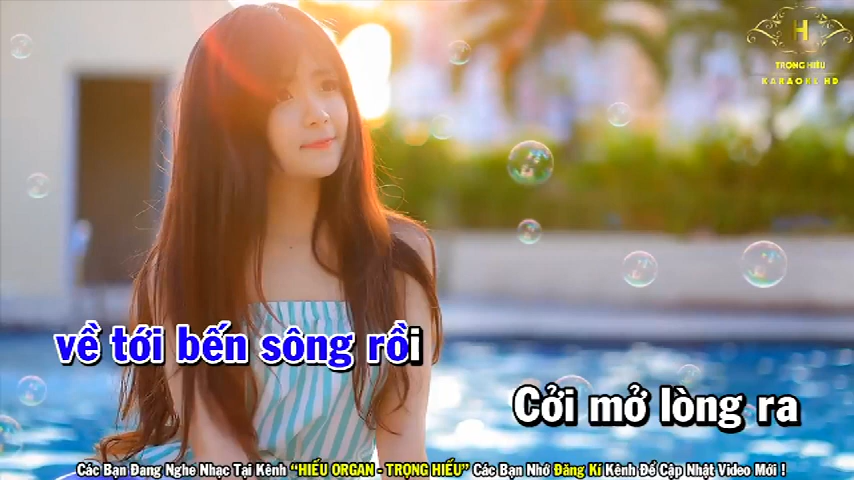 H
TRỌNG HIẾU
KARAOKE HD
về tới bến sông rồi
Cởi mở lòng ra
Các Bạn Đang Nghe Nhạc Tại Kênh “HIẾU ORGAN - TRỌNG HIẾU” Các Bạn Nhớ Đăng Kí Kênh Để Cập Nhật Video Mới !